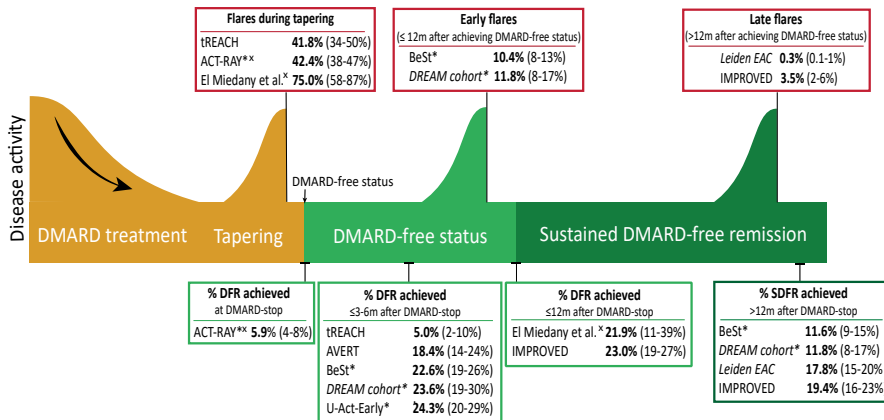 Flares during tapering
tREACH 41.8% (34-50%)
ACT-RAY*ˣ 42.4% (38-47%)
El Miedany et al.ˣ 75.0% (58-87%)
Early flares
(≤ 12m after achieving DMARD-free status)
BeSt* 10.4% (8-13%)
DREAM cohort* 11.8% (8-17%)
Late flares
(>12m after achieving DMARD-free status)
Leiden EAC 0.3% (0.1-1%)
IMPROVED 3.5% (2-6%)
Disease activity
DMARD-free status
DMARD treatment
Tapering
DMARD-free status
Sustained DMARD-free remission
% DFR achieved
at DMARD-stop
ACT-RAY*ˣ 5.9% (4-8%)
% DFR achieved
≤3-6m after DMARD-stop
tREACH 5.0% (2-10%)
AVERT 18.4% (14-24%)
BeSt* 22.6% (19-26%)
DREAM cohort* 23.6% (19-30%)
U-Act-Early* 24.3% (20-29%)
% DFR achieved
≤12m after DMARD-stop
El Miedany et al.ˣ 21.9% (11-39%)
IMPROVED 23.0% (19-27%)
% SDFR achieved
>12m after DMARD-stop
BeSt* 11.6% (9-15%)
DREAM cohort* 11.8% (8-17%)
Leiden EAC 17.8% (15-20%
IMPROVED 19.4% (16-23%